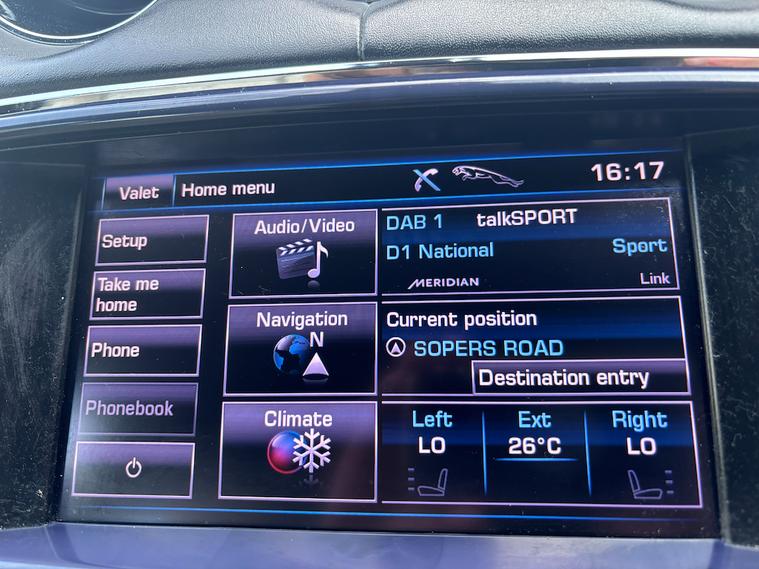 Valet
Home menu
16:17
Setup
Take me
home
Phone
Phonebook
Audio/Video
Navigation
N
Climate
DAB 1 talkSPORT
D1 National Sport
MERIDIAN Link
Current position
SOPERS ROAD
Destination entry
Left Ext Right
LO 26°C LO